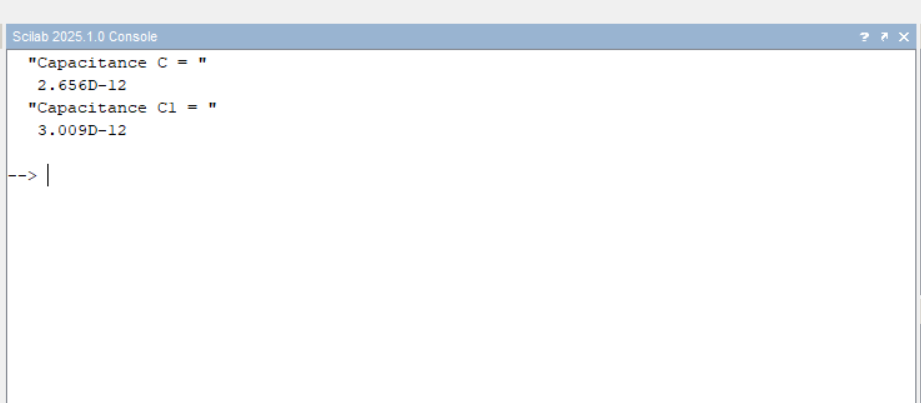 Scilab 2025.1.0 Console
"Capacitance C = "
2.656D-12
"Capacitance C1 = "
3.009D-12
-->